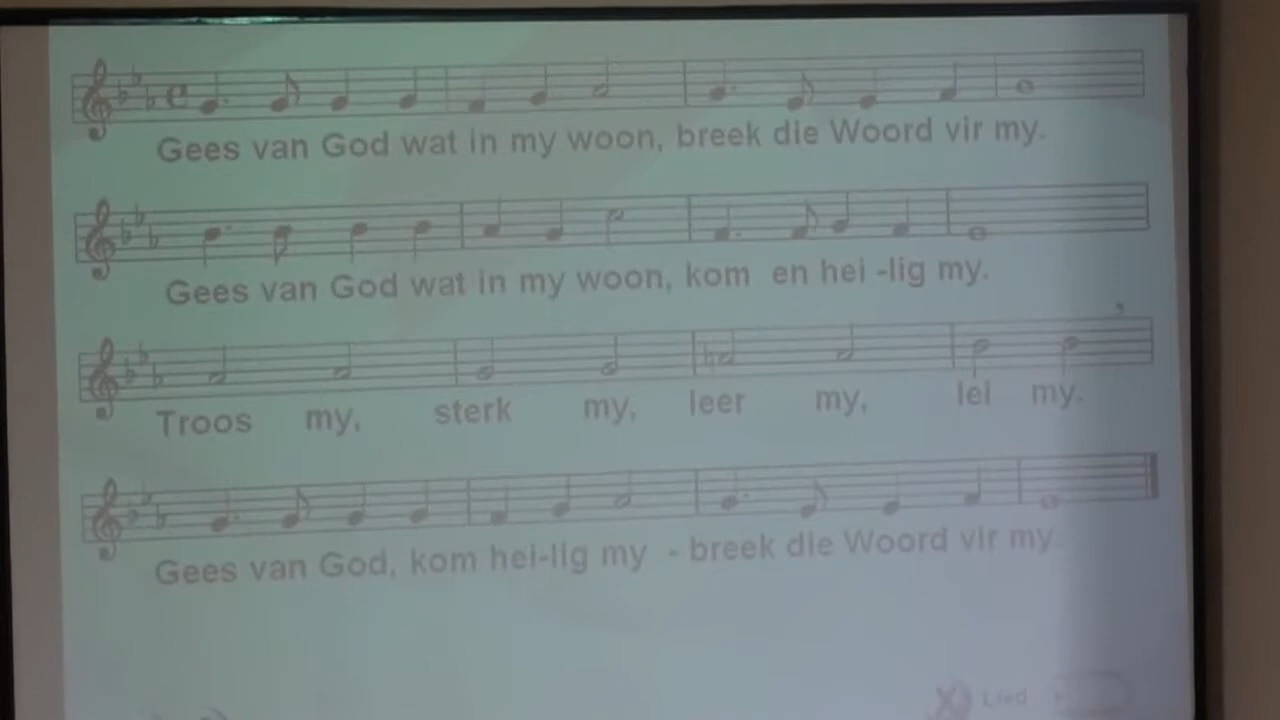 Gees van God wat in my woon, breek die Woord vir my.
Gees van God wat in my woon, kom en hei -lig my.
Troos my, sterk my, leer my, lei my.
Gees van God, kom hei-lig my - breek die Woord vir my.
Lied